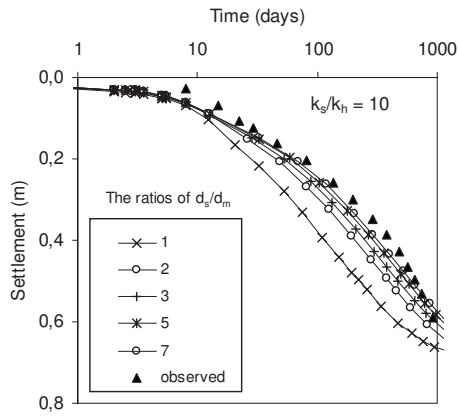 Time (days)
1 10 100 1000
0,0
0,2
0,4
0,6
0,8
Settlement (m)
kₛ/kₕ = 10
The ratios of dₛ/dₘ
1
2
3
5
7
observed